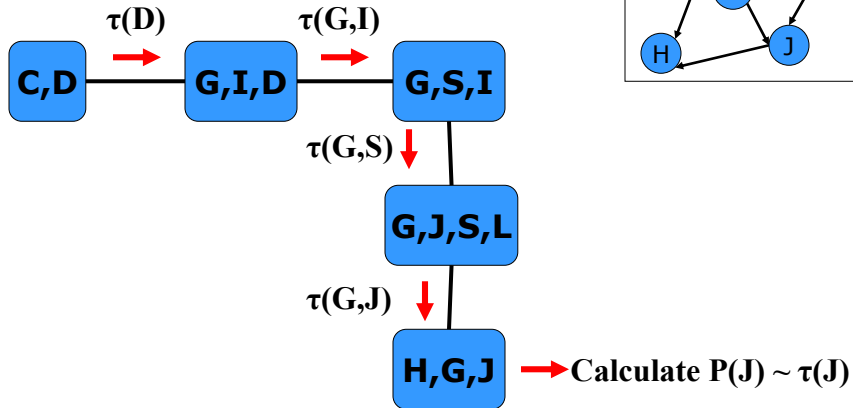 τ(D)
τ(G,I)
C,D
G,I,D
G,S,I
H
J
τ(G,S)
G,J,S,L
τ(G,J)
H,G,J
Calculate P(J) ~ τ(J)